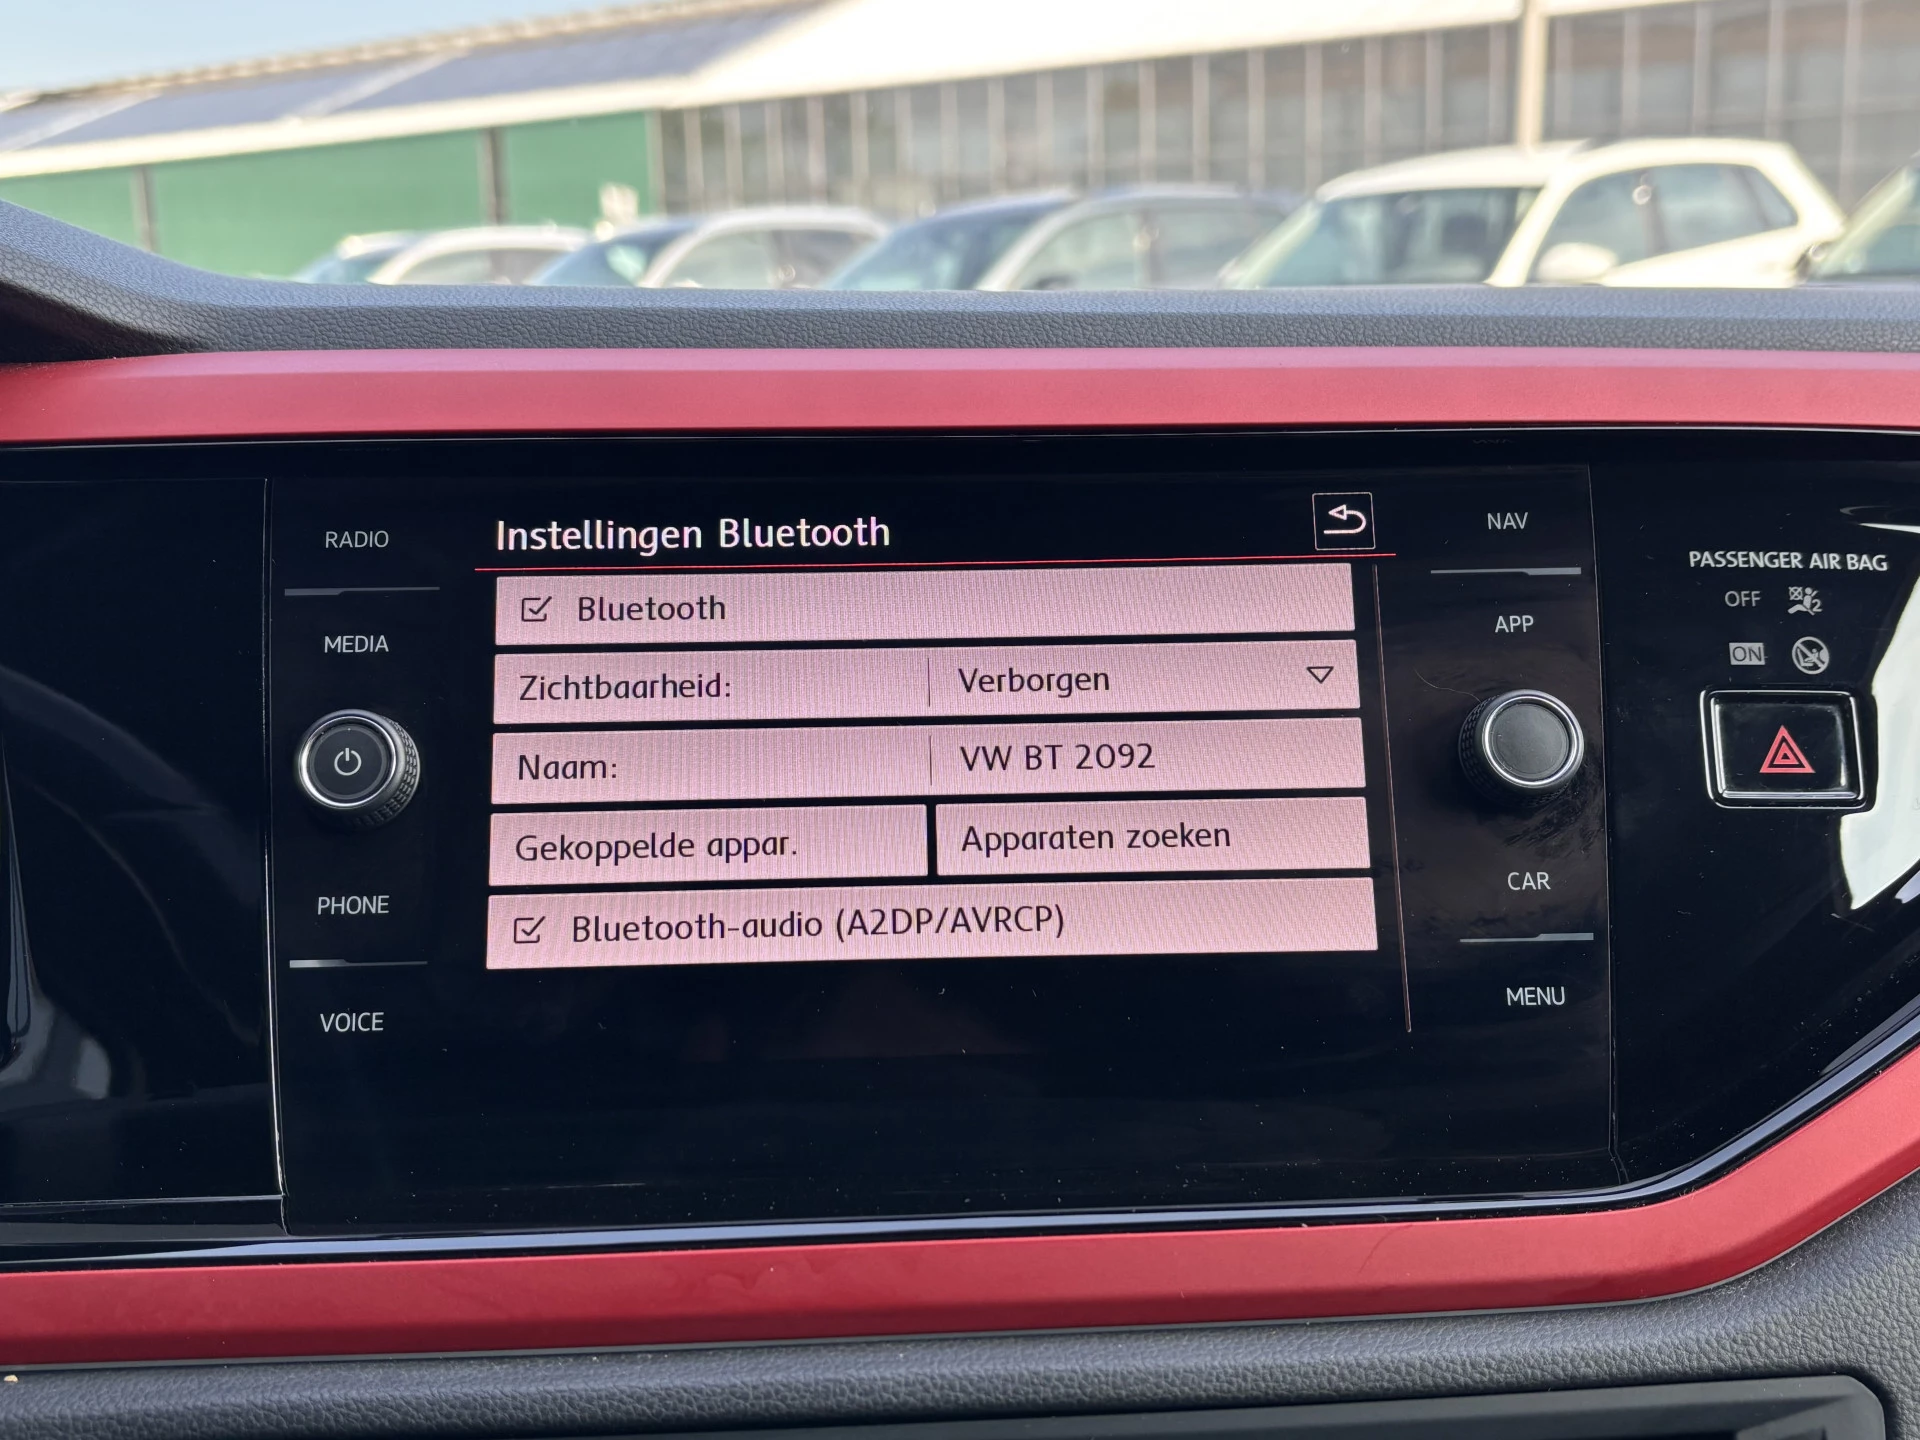 RADIO
MEDIA
PHONE
VOICE
Instellingen Bluetooth
Bluetooth
Zichtbaarheid: Verborgen
Naam: VW BT 2092
Gekoppelde appar. Apparaten zoeken
Bluetooth-audio (A2DP/AVRCP)
NAV
APP
CAR
MENU
PASSENGER AIR BAG
OFF 2
ON